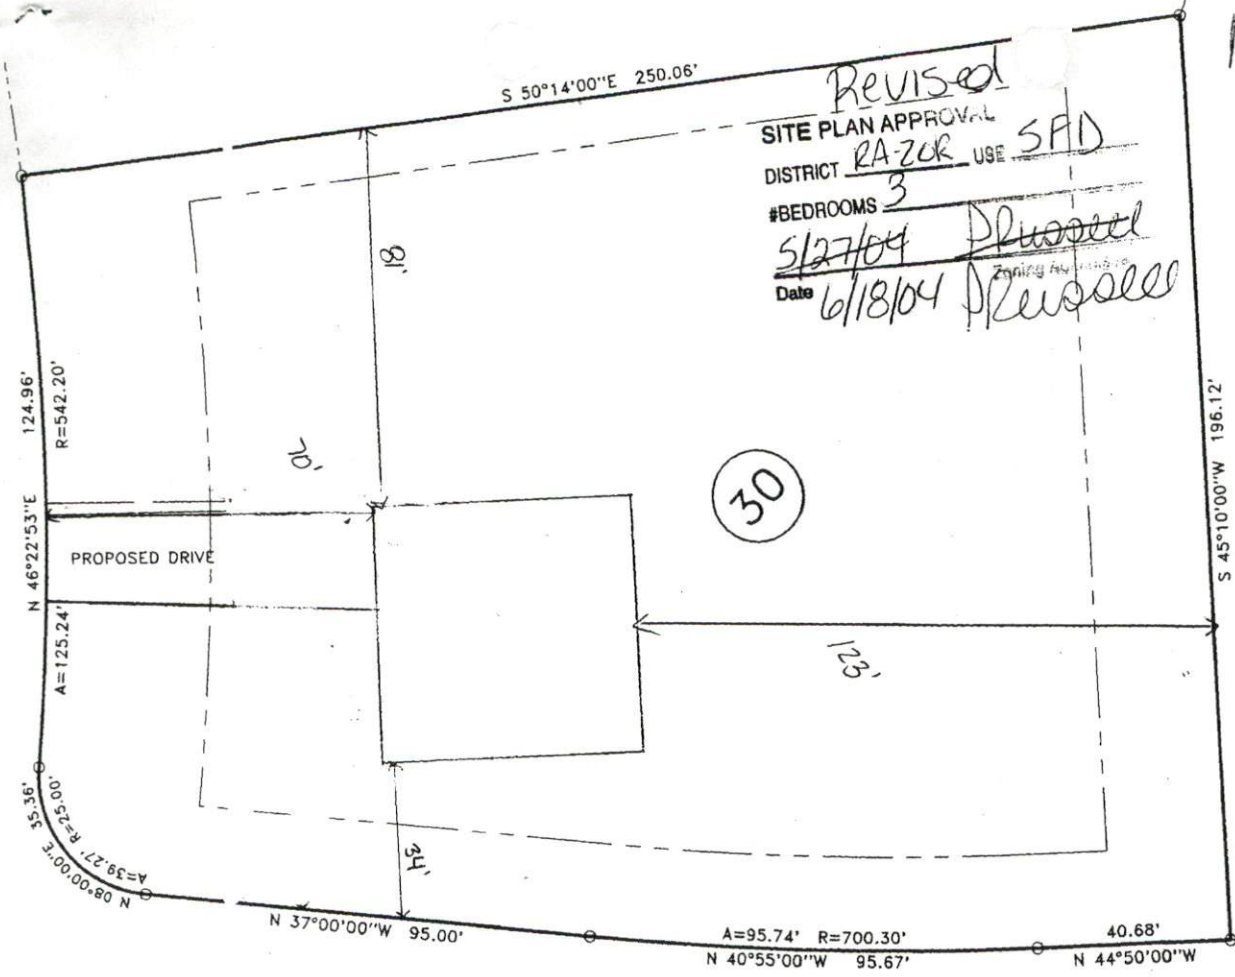 S 50°14'00"E 250.06'
Revised
SITE PLAN APPROVAL
DISTRICT RA-20R USE SFD
#BEDROOMS 3
5/27/04 PRussell
Date 6/18/04 PRussell
81'
124.96'
R=542.20'
70'
30
S 45°10'00"W 196.12'
N 46°22'53"E
PROPOSED DRIVE
A=125.24'
123'
35.36'
N 08°00'00"E
A=39.27' R=25.00'
34'
N 37°00'00"W 95.00'
A=95.74' R=700.30'
N 40°55'00"W 95.67'
40.68'
N 44°50'00"W